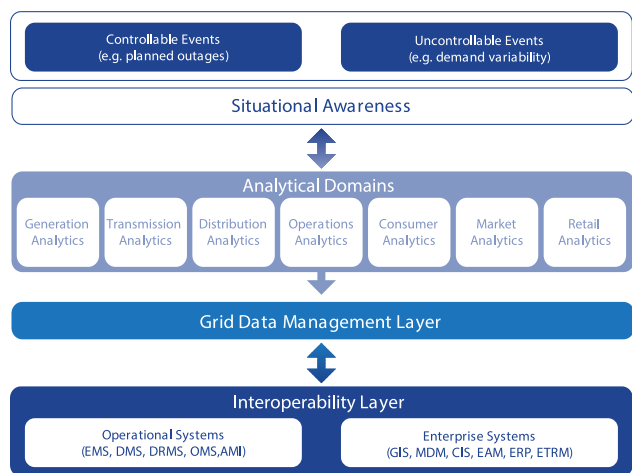 Controllable Events
(e.g. planned outages)
Uncontrollable Events
(e.g. demand variability)
Situational Awareness
Analytical Domains
Generation
Analytics
Transmission
Analytics
Distribution
Analytics
Operations
Analytics
Consumer
Analytics
Market
Analytics
Retail
Analytics
Grid Data Management Layer
Interoperability Layer
Operational Systems
(EMS, DMS, DRMS, OMS,AMI)
Enterprise Systems
(GIS, MDM, CIS, EAM, ERP, ETRM)